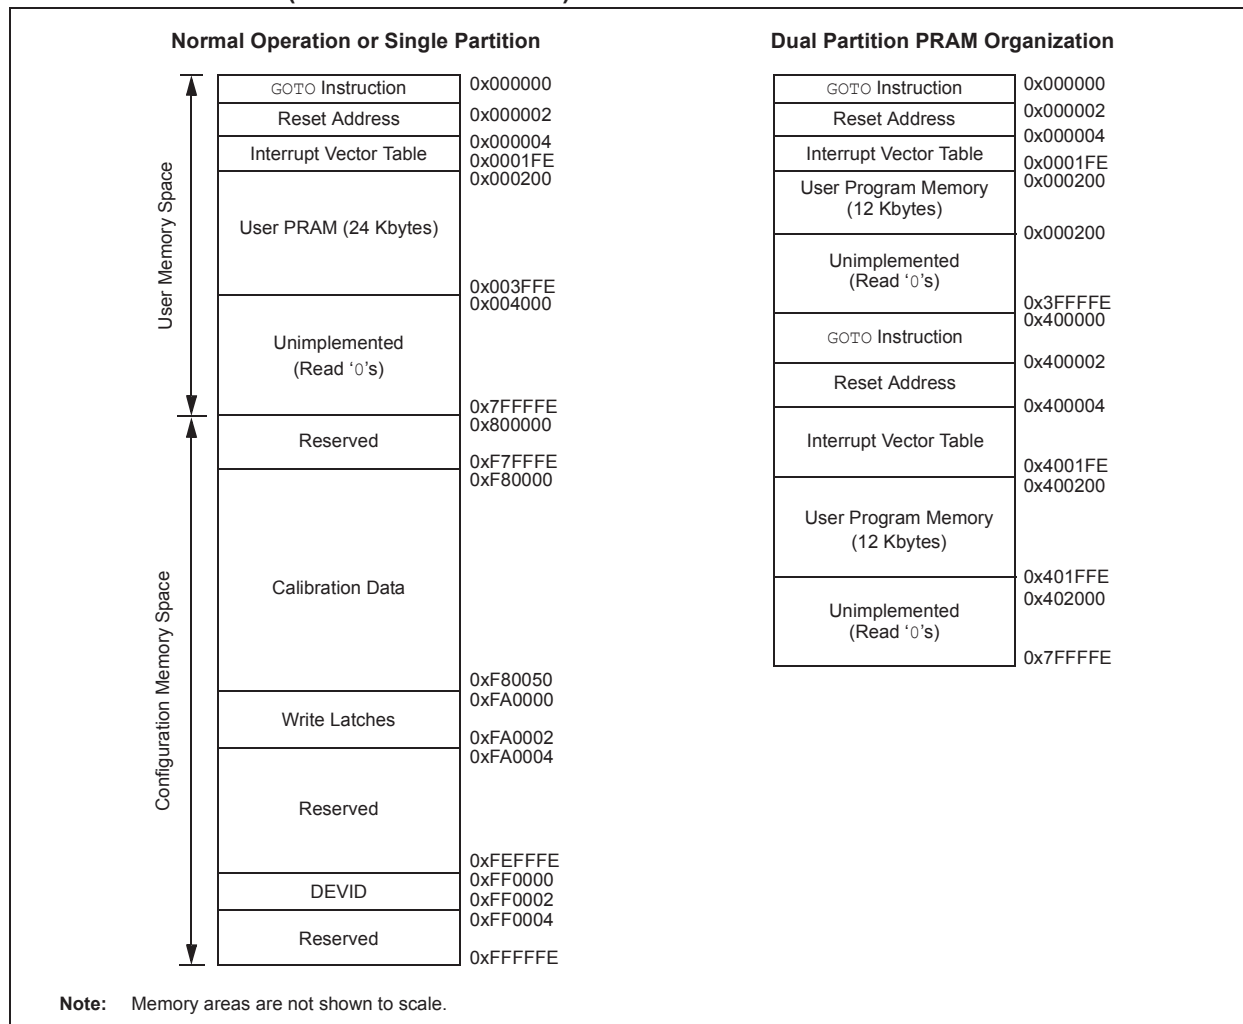 Normal Operation or Single Partition
GOTO Instruction
0x000000
Reset Address
0x000002
0x000004
Interrupt Vector Table
0x0001FE
0x000200
User PRAM (24 Kbytes)
0x003FFE
0x004000
Unimplemented
(Read ‘0’s)
0x7FFFFE
0x800000
Reserved
0xF7FFFE
0xF80000
Calibration Data
0xF80050
0xFA0000
Write Latches
0xFA0002
0xFA0004
Reserved
0xFEFFFE
0xFF0000
DEVID
0xFF0002
0xFF0004
Reserved
0xFFFFFE
User Memory Space
Configuration Memory Space
Dual Partition PRAM Organization
GOTO Instruction
0x000000
0x000002
Reset Address
0x000004
Interrupt Vector Table
0x0001FE
0x000200
User Program Memory
(12 Kbytes)
0x000200
Unimplemented
(Read ‘0’s)
0x3FFFFE
0x400000
GOTO Instruction
0x400002
Reset Address
0x400004
Interrupt Vector Table
0x4001FE
0x400200
User Program Memory
(12 Kbytes)
0x401FFE
0x402000
Unimplemented
(Read ‘0’s)
0x7FFFFE
Note: Memory areas are not shown to scale.